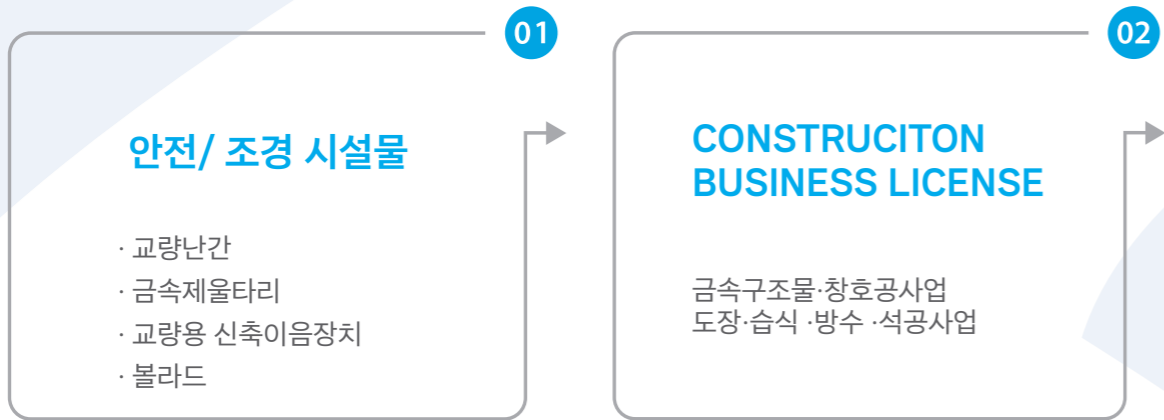 01
안전/ 조경 시설물
· 교량난간
· 금속제울타리
· 교량용 신축이음장치
· 볼라드
02
CONSTRUCITON
BUSINESS LICENSE
금속구조물·창호공사업
도장·습식 ·방수 ·석공사업